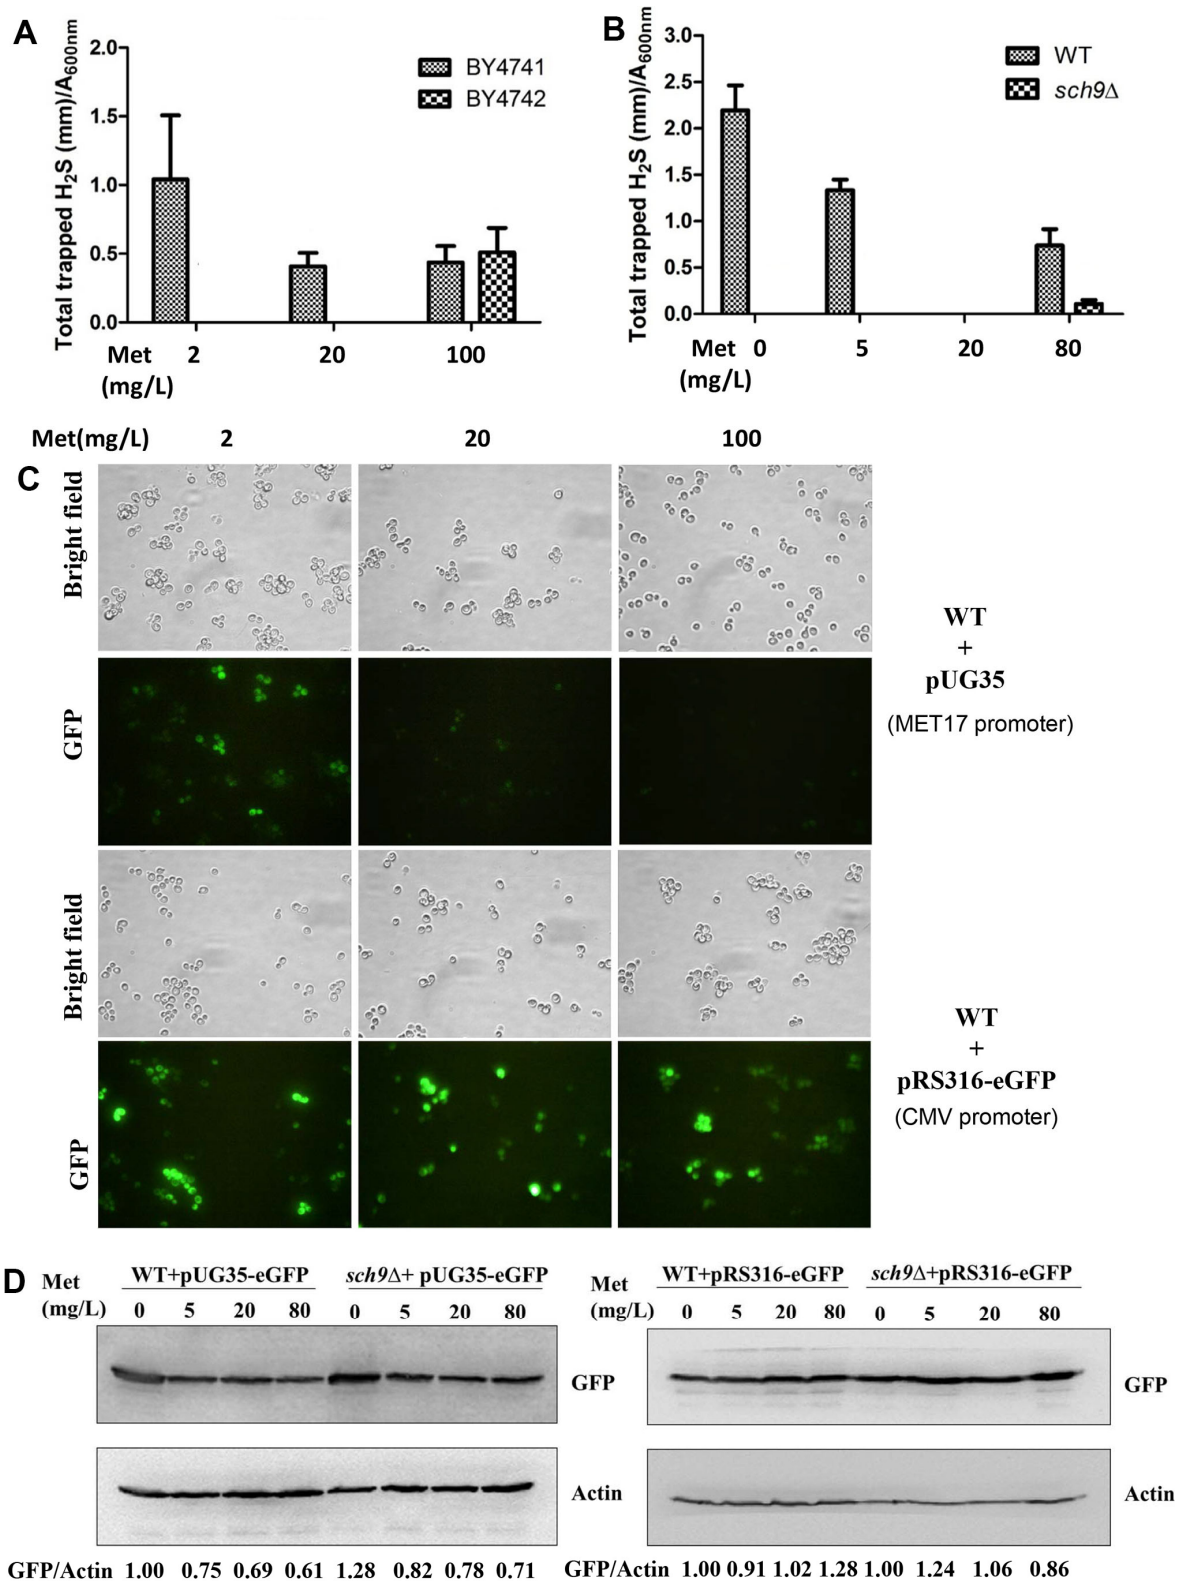 A
Total trapped H2S (mm)/A600nm
2.0
1.5
1.0
0.5
0.0
BY4741
BY4742
Met 2 20 100
(mg/L)
B
Total trapped H2S (mm)/A600nm
3.0
2.5
2.0
1.5
1.0
0.5
0.0
WT
sch9Δ
Met 0 5 20 80
(mg/L)
Met(mg/L) 2 20 100
C
Bright field
GFP
WT
+
pUG35
(MET17 promoter)
Bright field
GFP
WT
+
pRS316-eGFP
(CMV promoter)
D
Met
(mg/L)
WT+pUG35-eGFP sch9Δ+ pUG35-eGFP
0 5 20 80 0 5 20 80
GFP
Actin
GFP/Actin 1.00 0.75 0.69 0.61 1.28 0.82 0.78 0.71
Met
(mg/L)
WT+pRS316-eGFP sch9Δ+pRS316-eGFP
0 5 20 80 0 5 20 80
GFP
Actin
GFP/Actin 1.00 0.91 1.02 1.28 1.00 1.24 1.06 0.86